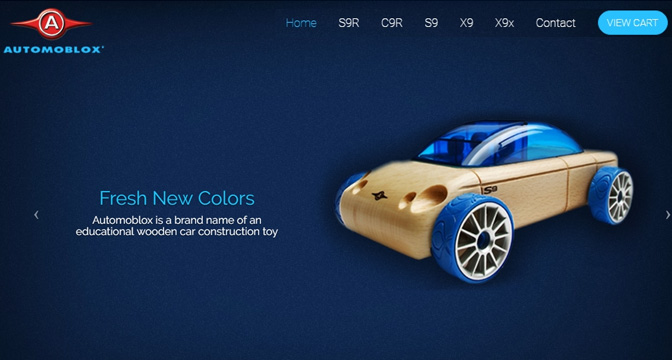 A
AUTOMOBLOX
Home S9R C9R S9 X9 X9x Contact VIEW CART
Fresh New Colors
Automoblox is a brand name of an
educational wooden car construction toy
S9